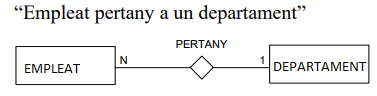 “Empleat pertany a un departament”
PERTANY
EMPLEAT N 1 DEPARTAMENT